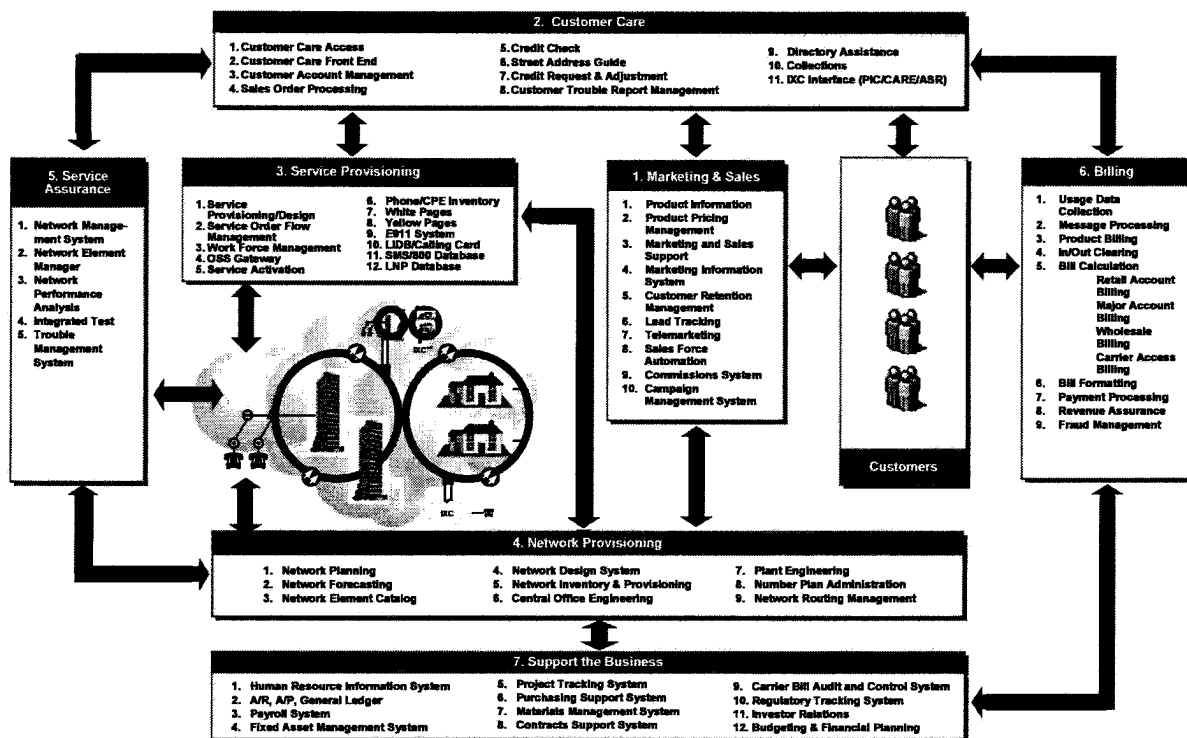 2. Customer Care
1. Customer Care Access
2. Customer Care Front End
3. Customer Account Management
4. Sales Order Processing
5. Credit Check
6. Street Address Guide
7. Credit Request & Adjustment
8. Customer Trouble Report Management
9. Directory Assistance
10. Collections
11. IXC Interface (PIC/CARE/ASR)
5. Service
Assurance
1. Network Manage-
ment System
2. Network Element
Manager
3. Network
Performance
Analysis
4. Integrated Test
5. Trouble
Management
System
3. Service Provisioning
1. Service
Provisioning/Design
2. Service Order Flow
Management
3. Work Force Management
4. OSS Gateway
5. Service Activation
6. Phone/CPE Inventory
7. White Pages
8. Yellow Pages
9. E911 System
10. LIDB/Calling Card
11. SMS/800 Database
12. LNP Database
IXC
IXC
1. Marketing & Sales
1. Product Information
2. Product Pricing
Management
3. Marketing and Sales
Support
4. Marketing Information
System
5. Customer Retention
Management
6. Lead Tracking
7. Telemarketing
8. Sales Force
Automation
9. Commissions System
10. Campaign
Management System
Customers
6. Billing
1. Usage Data
Collection
2. Message Processing
3. Product Billing
4. In/Out Clearing
5. Bill Calculation
Retail Account
Billing
Major Account
Billing
Wholesale
Billing
Carrier Access
Billing
6. Bill Formatting
7. Payment Processing
8. Revenue Assurance
9. Fraud Management
4. Network Provisioning
1. Network Planning
2. Network Forecasting
3. Network Element Catalog
4. Network Design System
5. Network Inventory & Provisioning
6. Central Office Engineering
7. Plant Engineering
8. Number Plan Administration
9. Network Routing Management
7. Support the Business
1. Human Resource Information System
2. A/R, A/P, General Ledger
3. Payroll System
4. Fixed Asset Management System
5. Project Tracking System
6. Purchasing Support System
7. Materials Management System
8. Contracts Support System
9. Carrier Bill Audit and Control System
10. Regulatory Tracking System
11. Investor Relations
12. Budgeting & Financial Planning